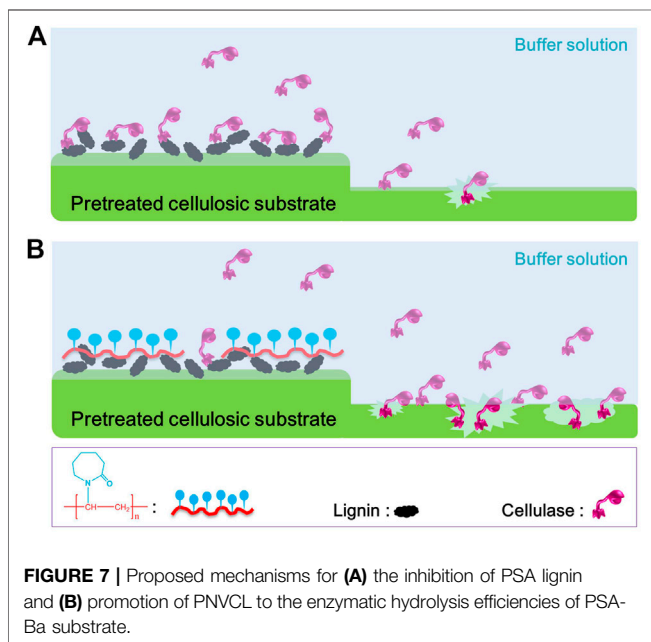 A
Buffer solution
Pretreated cellulosic substrate
B
Buffer solution
Pretreated cellulosic substrate
N
O
CH
CH₂
n
:
Lignin :
Cellulase :
FIGURE 7 | Proposed mechanisms for (A) the inhibition of PSA lignin
and (B) promotion of PNVCL to the enzymatic hydrolysis efficiencies of PSA-
Ba substrate.